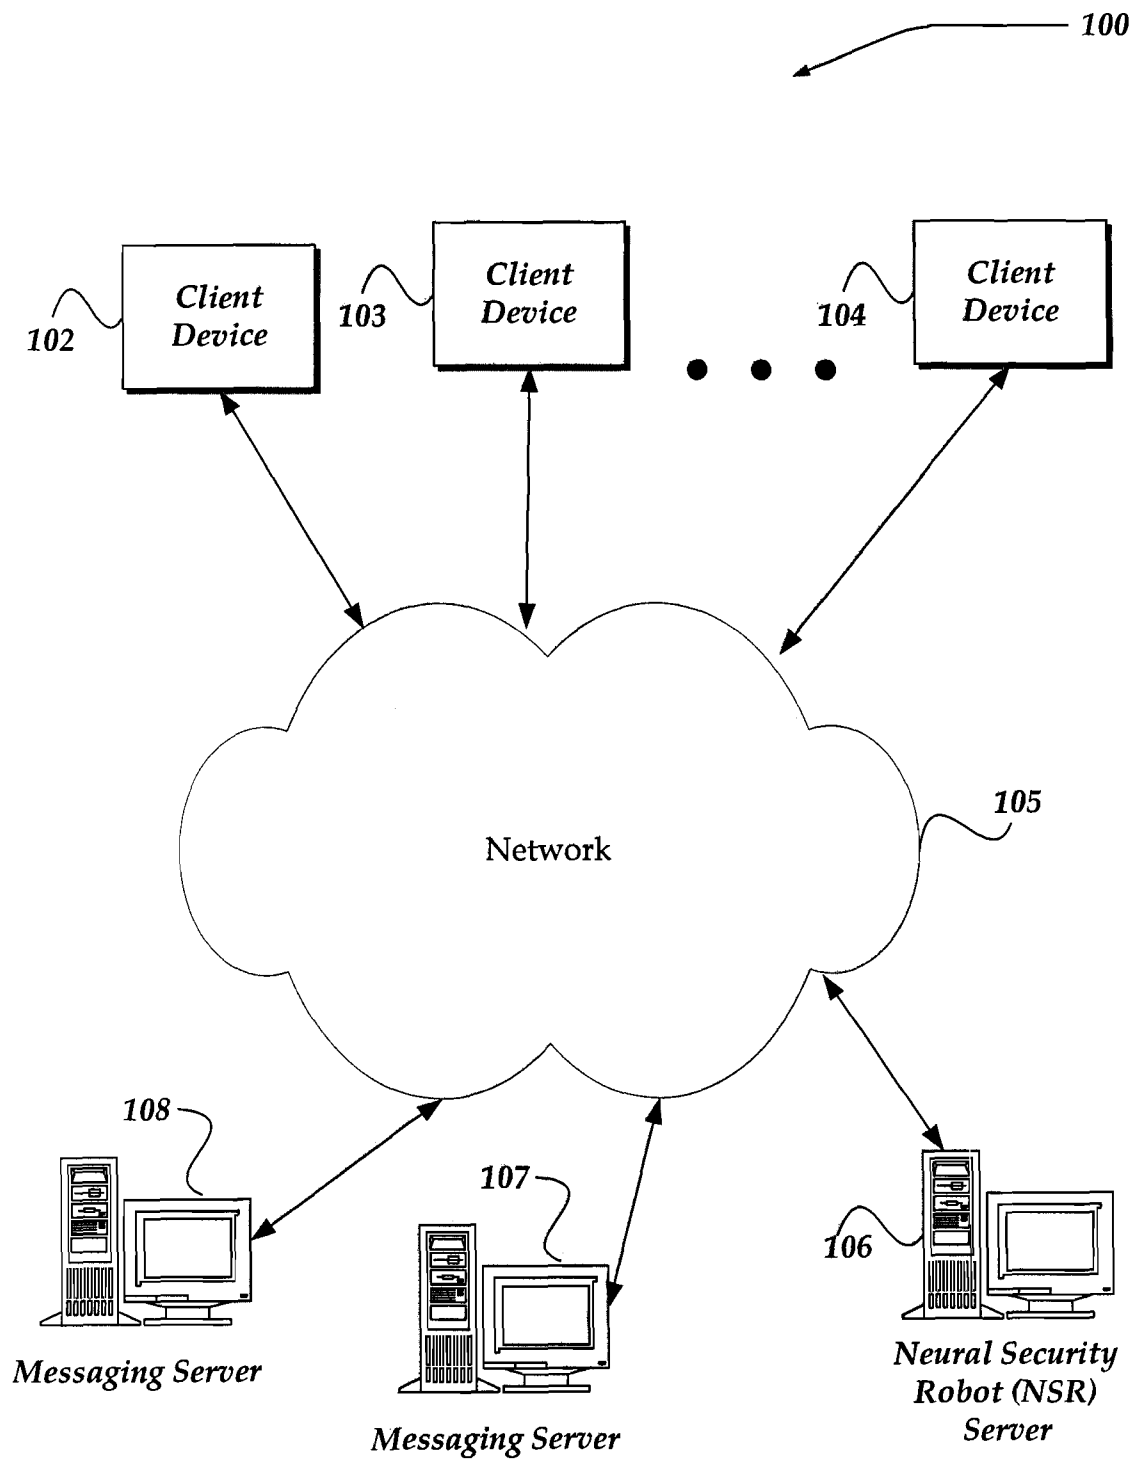 100
Client
Device
102
Client
Device
103
Client
Device
104
Network
105
108
Messaging Server
107
Messaging Server
106
Neural Security
Robot (NSR)
Server